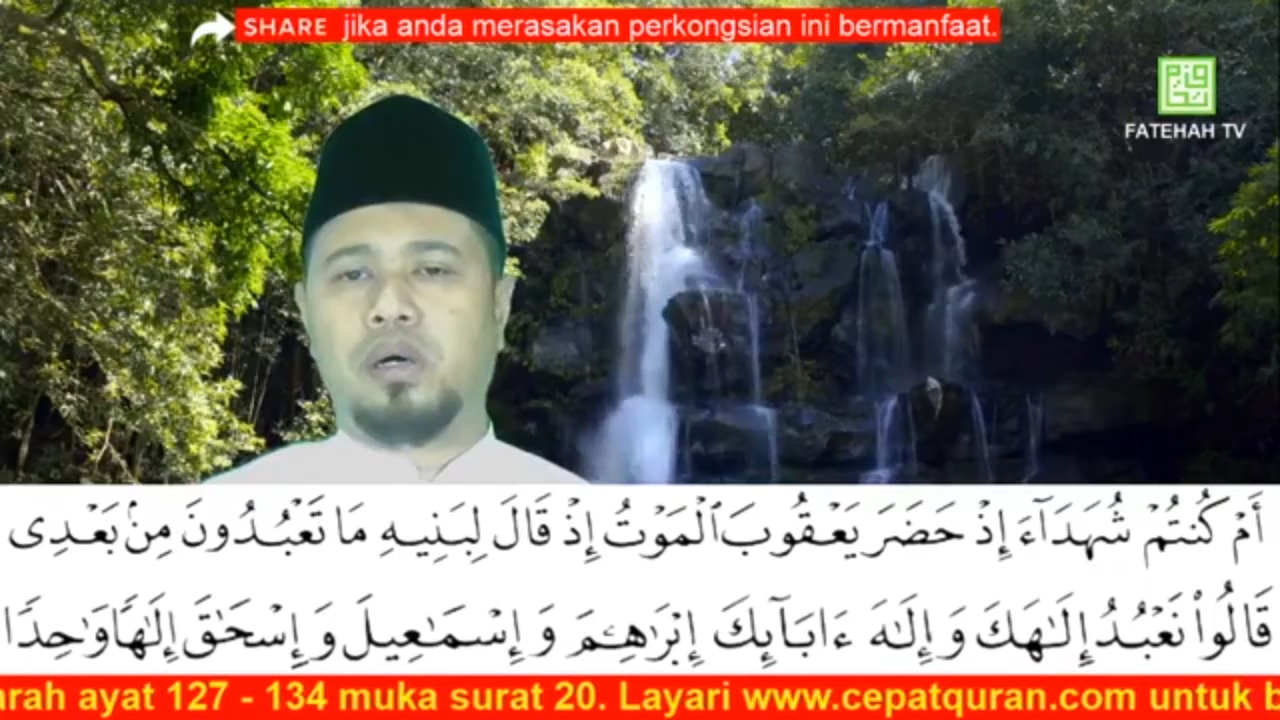 SHARE jika anda merasakan perkongsian ini bermanfaat.
FATEHAH TV
أَمْ كُنتُمْ شُهَدَآءَ إِذْ حَضَرَ يَعْقُوبَ ٱلْمَوْتُ إِذْ قَالَ لِبَنِيهِ مَا تَعْبُدُونَ مِنۢ بَعْدِى
قَالُوا۟ نَعْبُدُ إِلَـٰهَكَ وَإِلَـٰهَ ءَابَآئِكَ إِبْرَٰهِـۧمَ وَإِسْمَـٰعِيلَ وَإِسْحَـٰقَ إِلَـٰهًا وَٰحِدًا
arah ayat 127 - 134 muka surat 20. Layari www.cepatquran.com untuk b